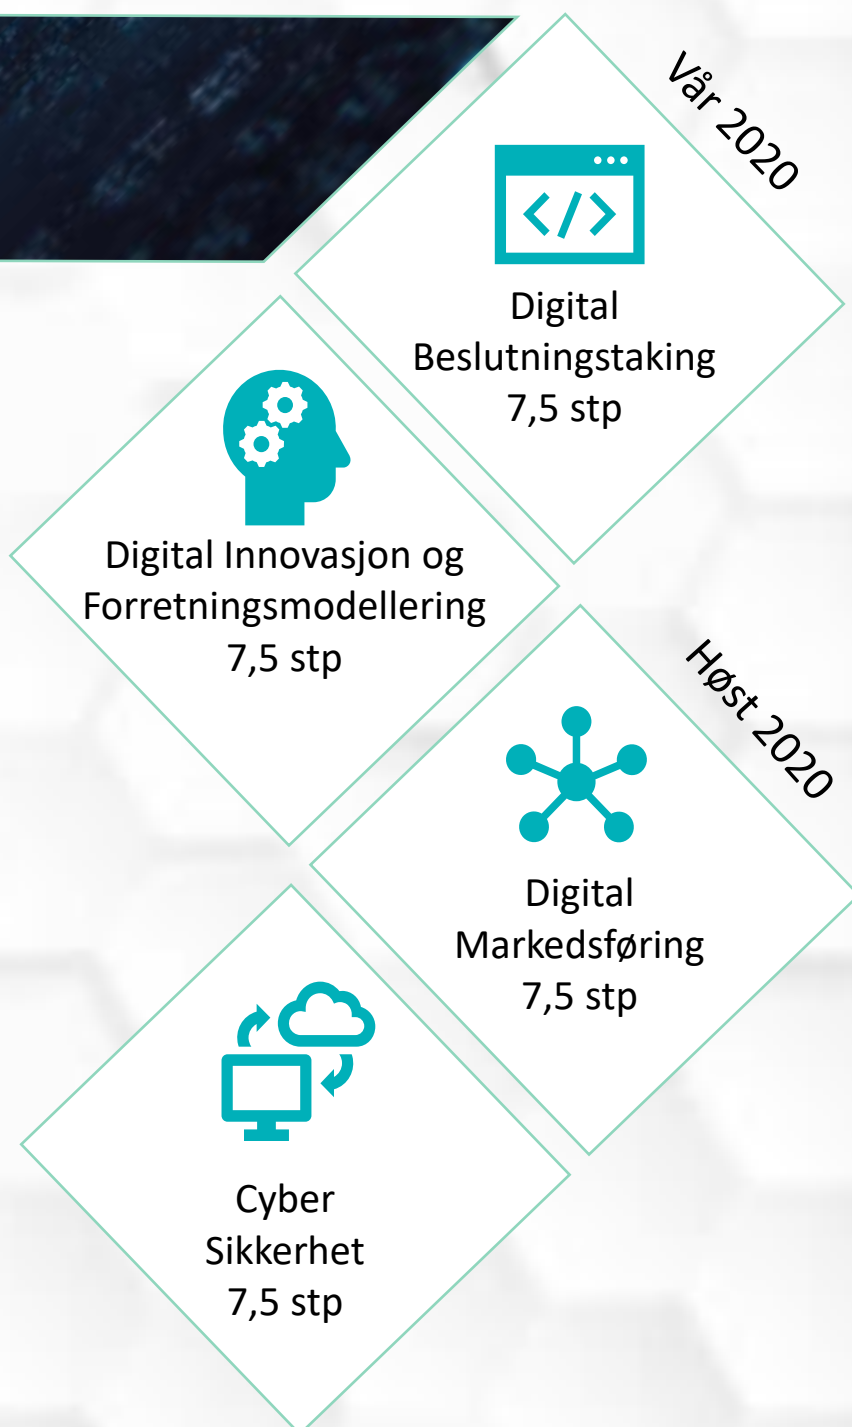 Vår 2020
Digital
Beslutningstaking
7,5 stp
Digital Innovasjon og
Forretningsmodellering
7,5 stp
Høst 2020
Digital
Markedsføring
7,5 stp
Cyber
Sikkerhet
7,5 stp